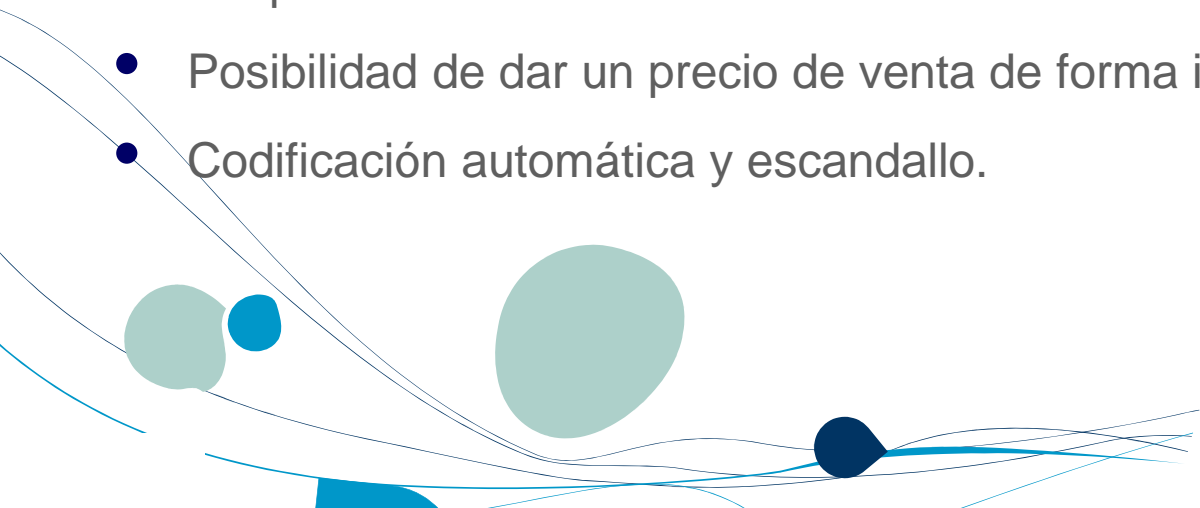 Posibilidad de dar un precio de venta de forma
Codificación automática y escandallo.